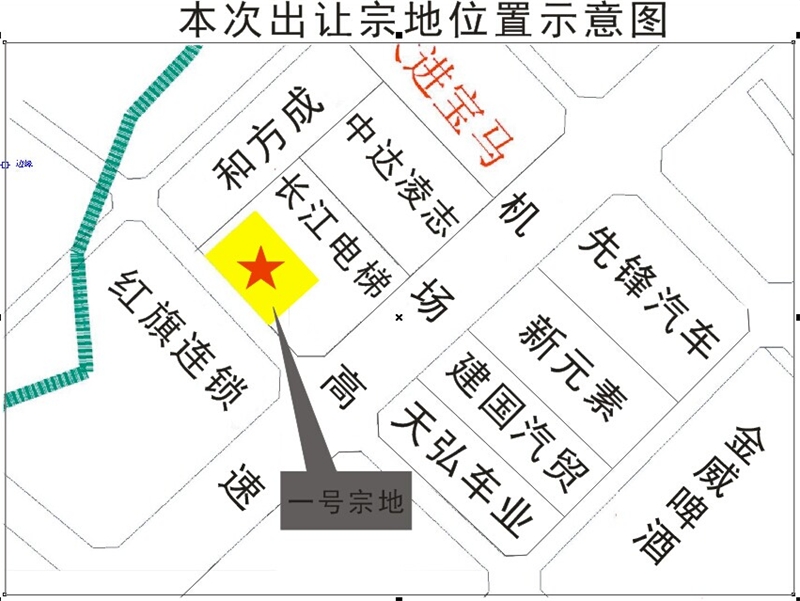 本次出让宗地位置示意图
进宝马
和方成
中达凌志
边缘
长江电梯
机场高速
先锋汽车
红旗连锁
新元素
建国汽贸
天弘车业
金威啤酒
一号宗地